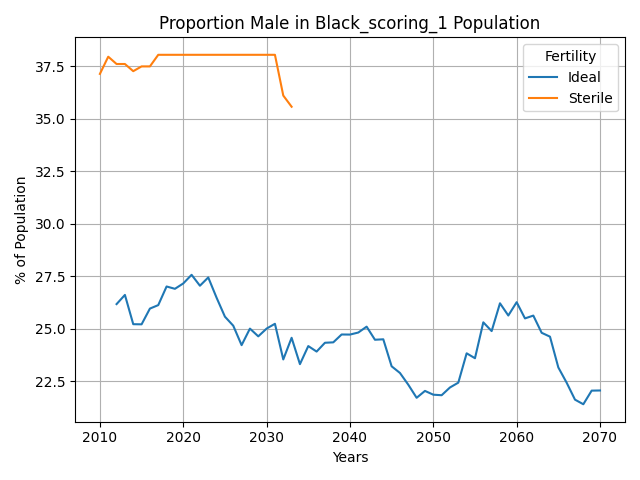 Proportion Male in Black_scoring_1 Population
Fertility
Ideal
Sterile
% of Population
37.5
35.0
32.5
30.0
27.5
25.0
22.5
2010 2020 2030 2040 2050 2060 2070
Years